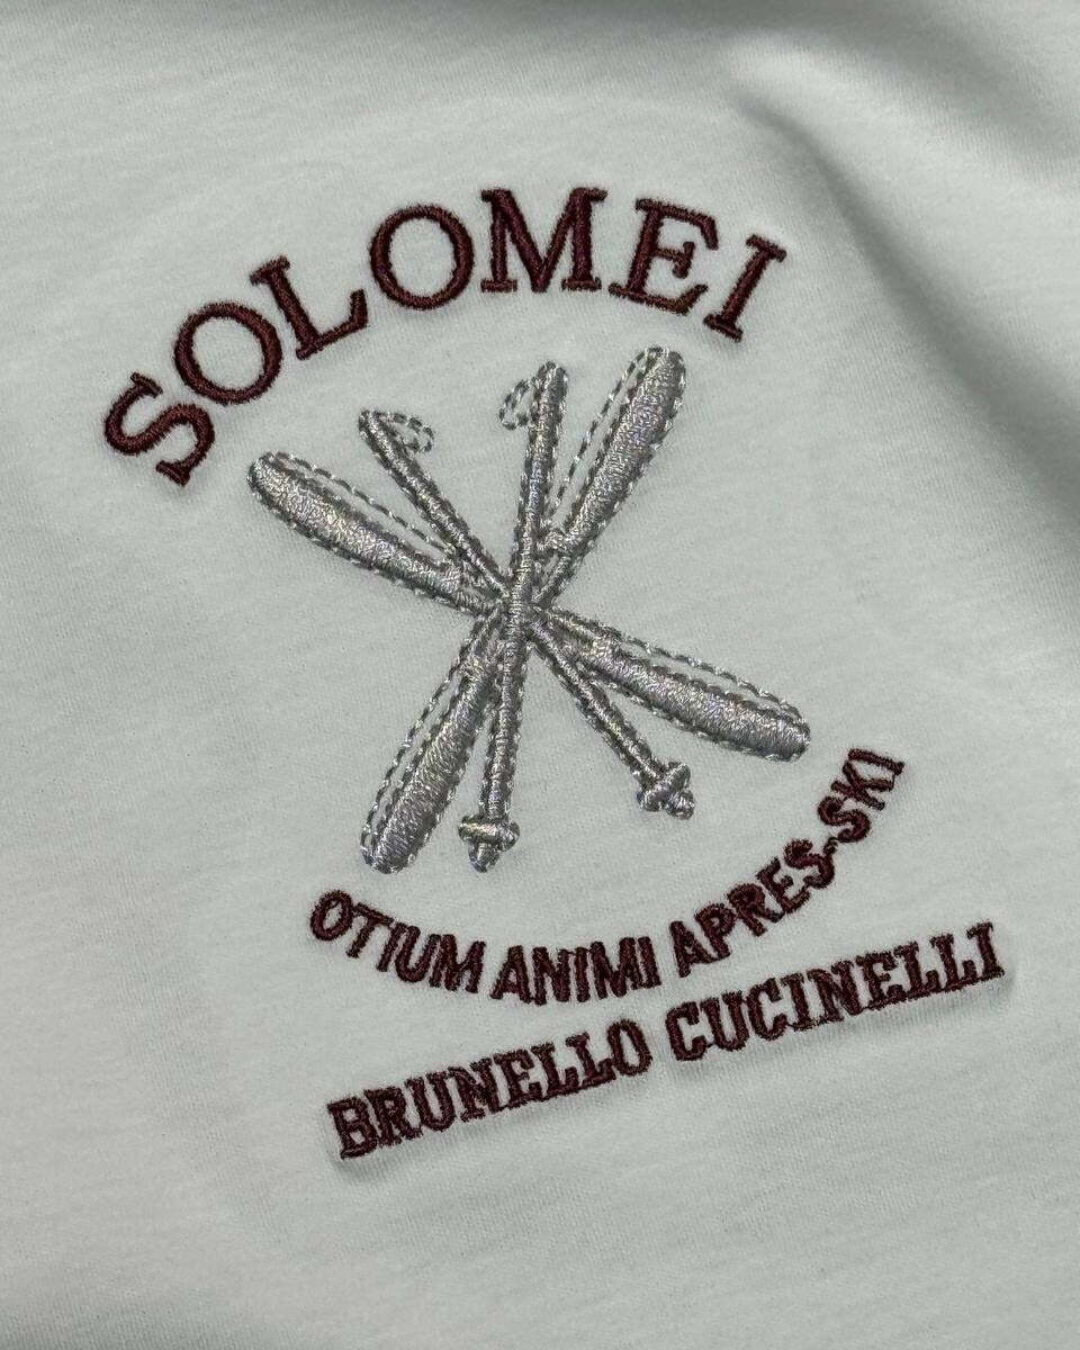 SOLOMEI
OTIUM ANIMI APRES-SKI
BRUNELLO CUCINELLI